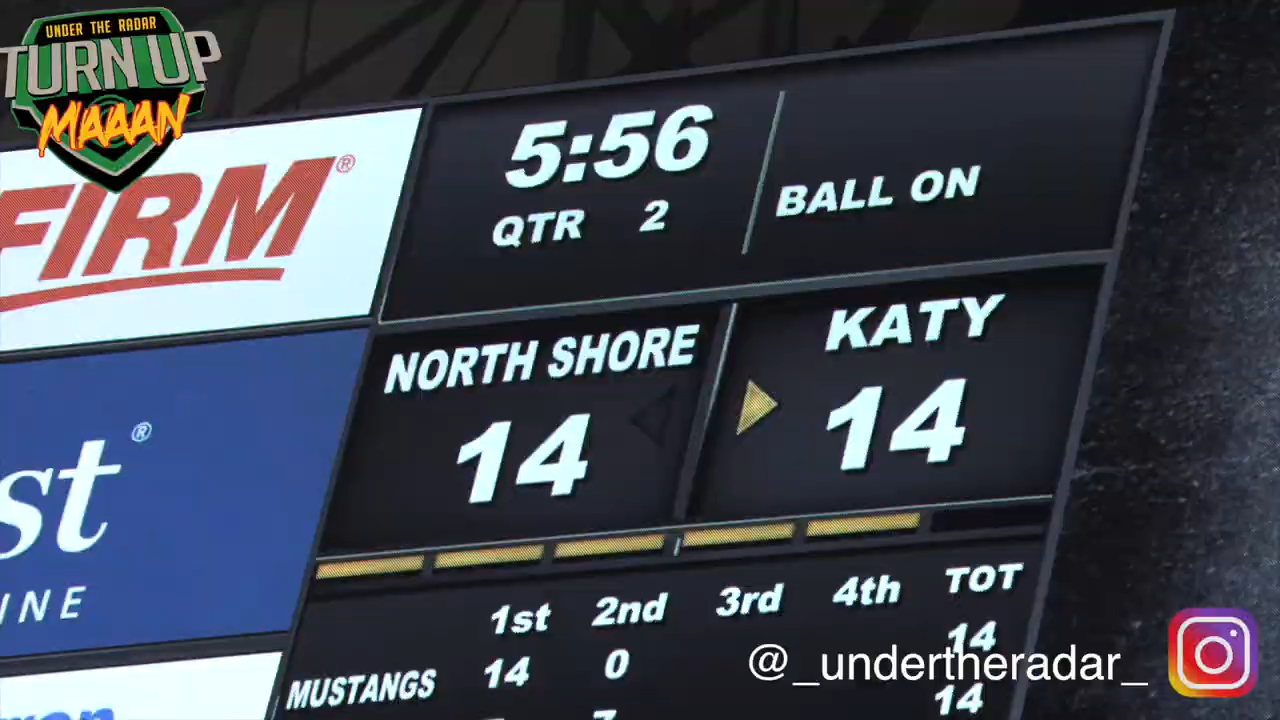 UNDER THE RADAR
TURN UP
MAAAN
FIRM®
5:56
QTR 2
BALL ON
NORTH SHORE
14
KATY
14
st®
INE
1st 2nd 3rd 4th TOT
MUSTANGS 14 0 14
7 14
@_undertheradar_